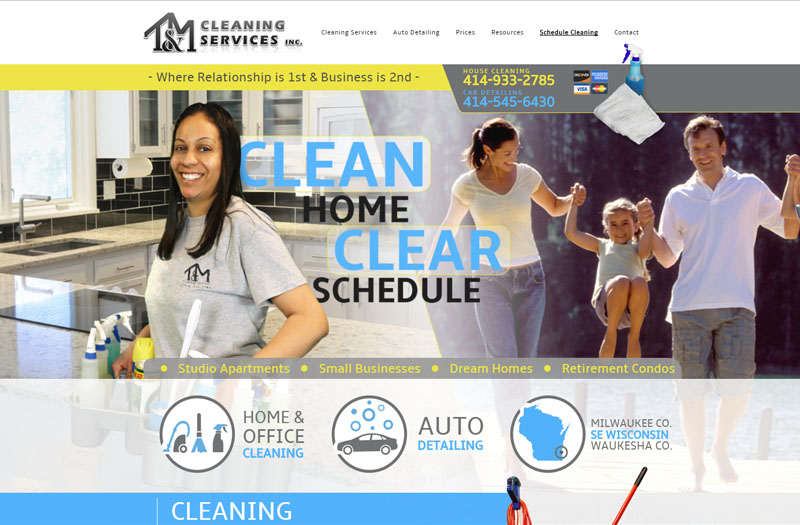 T&M CLEANING
SERVICES INC.
Cleaning Services Auto Detailing Prices Resources Schedule Cleaning Contact
- Where Relationship is 1st & Business is 2nd -
HOUSE CLEANING
414-933-2785
CAR DETAILING
414-545-6430
DISCOVER
VISA
CLEAN
HOME
CLEAR
SCHEDULE
T&M
Studio Apartments
Small Businesses
Dream Homes
Retirement Condos
HOME &
OFFICE
CLEANING
AUTO
DETAILING
MILWAUKEE CO.
SE WISCONSIN
WAUKESHA CO.
CLEANING